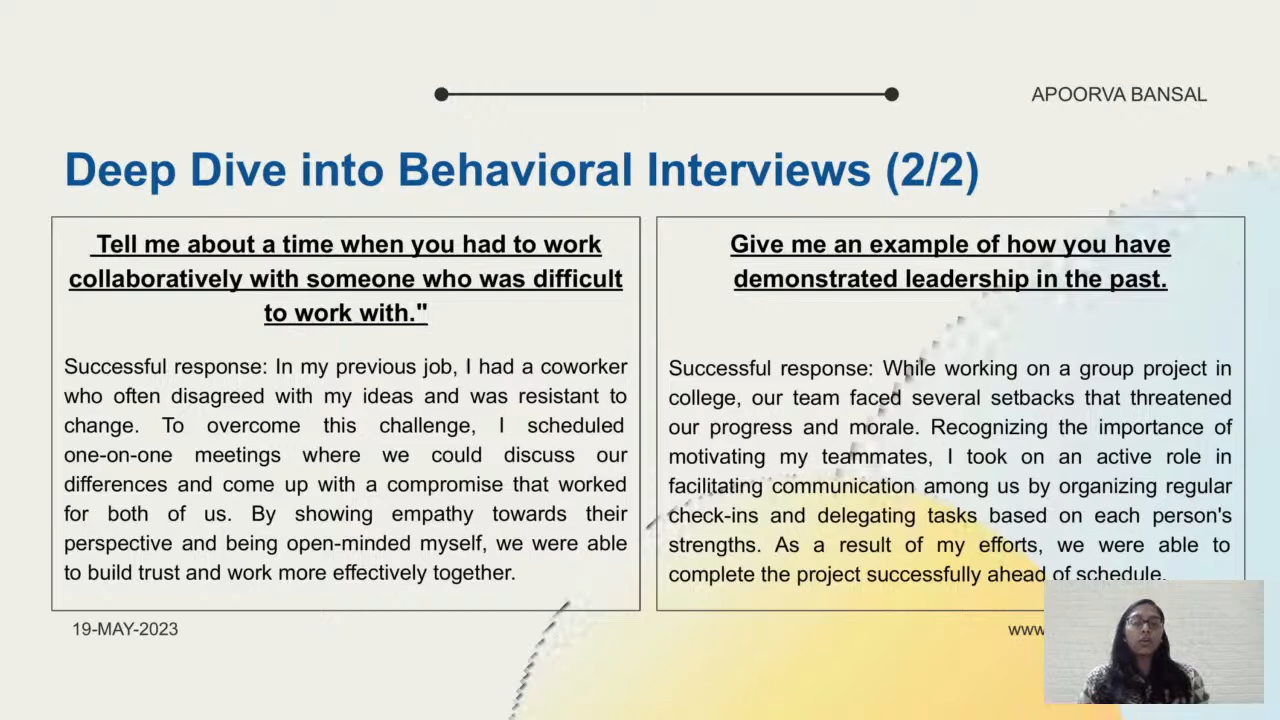 APOORVA BANSAL
Deep Dive into Behavioral Interviews (2/2)
Tell me about a time when you had to work
collaboratively with someone who was difficult
to work with."
Successful response: In my previous job, I had a coworker
who often disagreed with my ideas and was resistant to
change. To overcome this challenge, I scheduled
one-on-one meetings where we could discuss our
differences and come up with a compromise that worked
for both of us. By showing empathy towards their
perspective and being open-minded myself, we were able
to build trust and work more effectively together.
Give me an example of how you have
demonstrated leadership in the past.
Successful response: While working on a group project in
college, our team faced several setbacks that threatened
our progress and morale. Recognizing the importance of
motivating my teammates, I took on an active role in
facilitating communication among us by organizing regular
check-ins and delegating tasks based on each person's
strengths. As a result of my efforts, we were able to
complete the project successfully ahead of schedule.
19-MAY-2023
www